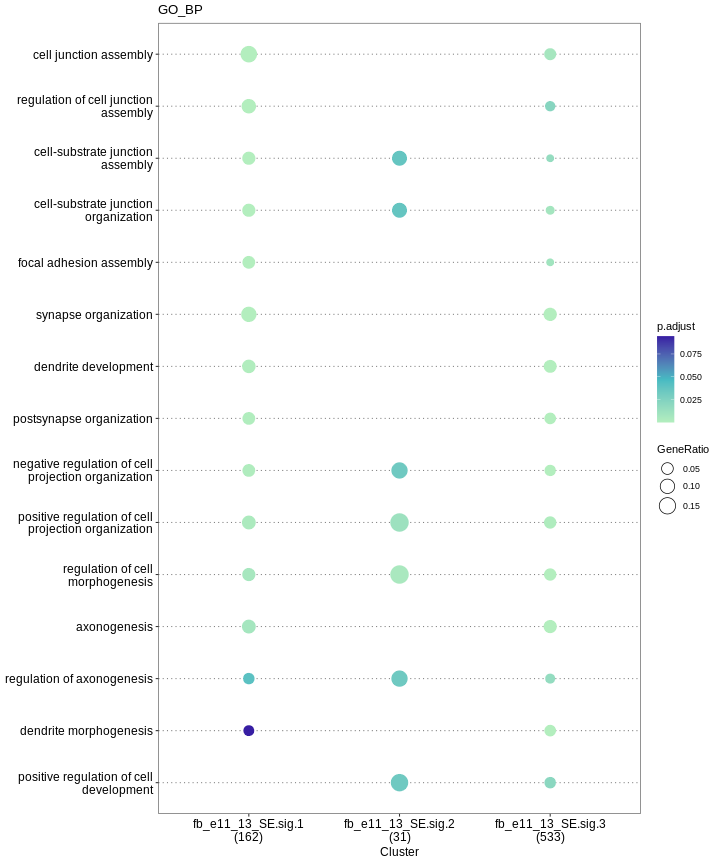 GO_BP
cell junction assembly
regulation of cell junction
assembly
cell-substrate junction
assembly
cell-substrate junction
organization
focal adhesion assembly
synapse organization
dendrite development
postsynapse organization
negative regulation of cell
projection organization
positive regulation of cell
projection organization
regulation of cell
morphogenesis
axonogenesis
regulation of axonogenesis
dendrite morphogenesis
positive regulation of cell
development
fb_e11_13_SE.sig.1
(162)
fb_e11_13_SE.sig.2
(31)
fb_e11_13_SE.sig.3
(533)
Cluster
p.adjust
0.075
0.050
0.025
GeneRatio
0.05
0.10
0.15